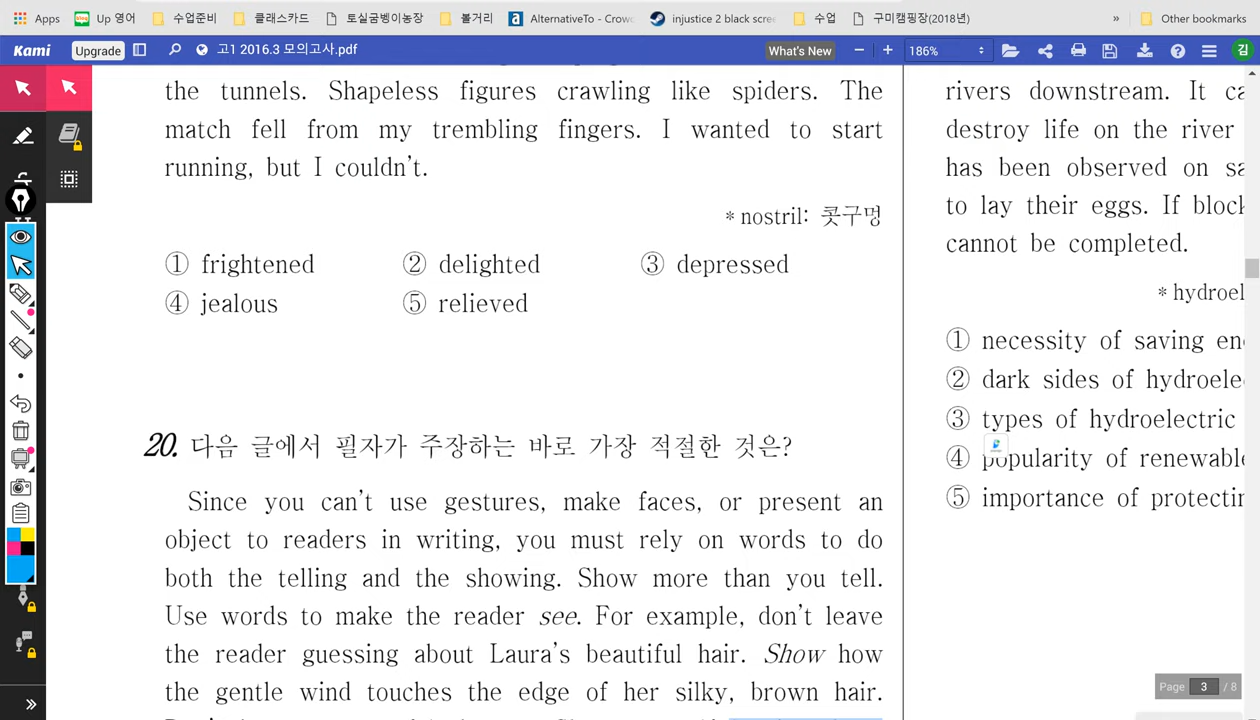 Apps
Up 영어
수업준비
클래스카드
토실굼벵이농장
볼거리
AlternativeTo - Crow
injustice 2 black scree
수업
구미캠핑장(2018년)
»
Other bookmarks
Kami
Upgrade
고1 2016.3 모의고사.pdf
What's New
186%
김
the tunnels. Shapeless figures crawling like spiders. The
match fell from my trembling fingers. I wanted to start
running, but I couldn't.
* nostril: 콧구멍
① frightened ② delighted ③ depressed
④ jealous ⑤ relieved
20. 다음 글에서 필자가 주장하는 바로 가장 적절한 것은?
Since you can't use gestures, make faces, or present an
object to readers in writing, you must rely on words to do
both the telling and the showing. Show more than you tell.
Use words to make the reader see. For example, don't leave
the reader guessing about Laura's beautiful hair. Show how
the gentle wind touches the edge of her silky, brown hair.
rivers downstream. It ca
destroy life on the river
has been observed on sa
to lay their eggs. If block
cannot be completed.
* hydroel
① necessity of saving en
② dark sides of hydroele
③ types of hydroelectric
④ popularity of renewable
⑤ importance of protectin
Page 3 / 8